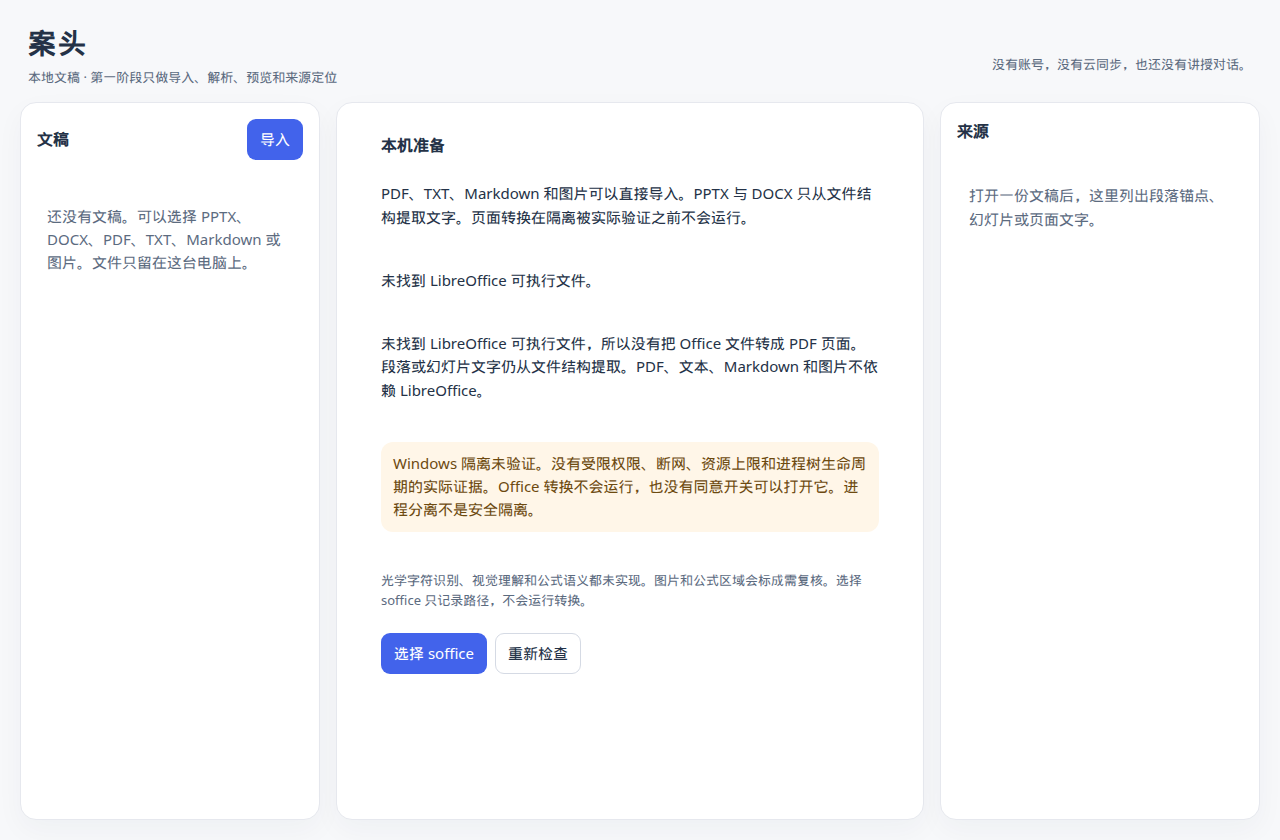 案头
本地文稿 · 第一阶段只做导入、解析、预览和来源定位
没有账号，没有云同步，也还没有讲授对话。
文稿
导入
还没有文稿。可以选择 PPTX、
DOCX、PDF、TXT、Markdown 或
图片。文件只留在这台电脑上。
本机准备
PDF、TXT、Markdown 和图片可以直接导入。PPTX 与 DOCX 只从文件结
构提取文字。页面转换在隔离被实际验证之前不会运行。
未找到 LibreOffice 可执行文件。
未找到 LibreOffice 可执行文件，所以没有把 Office 文件转成 PDF 页面。
段落或幻灯片文字仍从文件结构提取。PDF、文本、Markdown 和图片不依
赖 LibreOffice。
Windows 隔离未验证。没有受限权限、断网、资源上限和进程树生命周
期的实际证据。Office 转换不会运行，也没有同意开关可以打开它。进
程分离不是安全隔离。
光学字符识别、视觉理解和公式语义都未实现。图片和公式区域会标成需复核。选择
soffice 只记录路径，不会运行转换。
选择 soffice
重新检查
来源
打开一份文稿后，这里列出段落锚点、
幻灯片或页面文字。